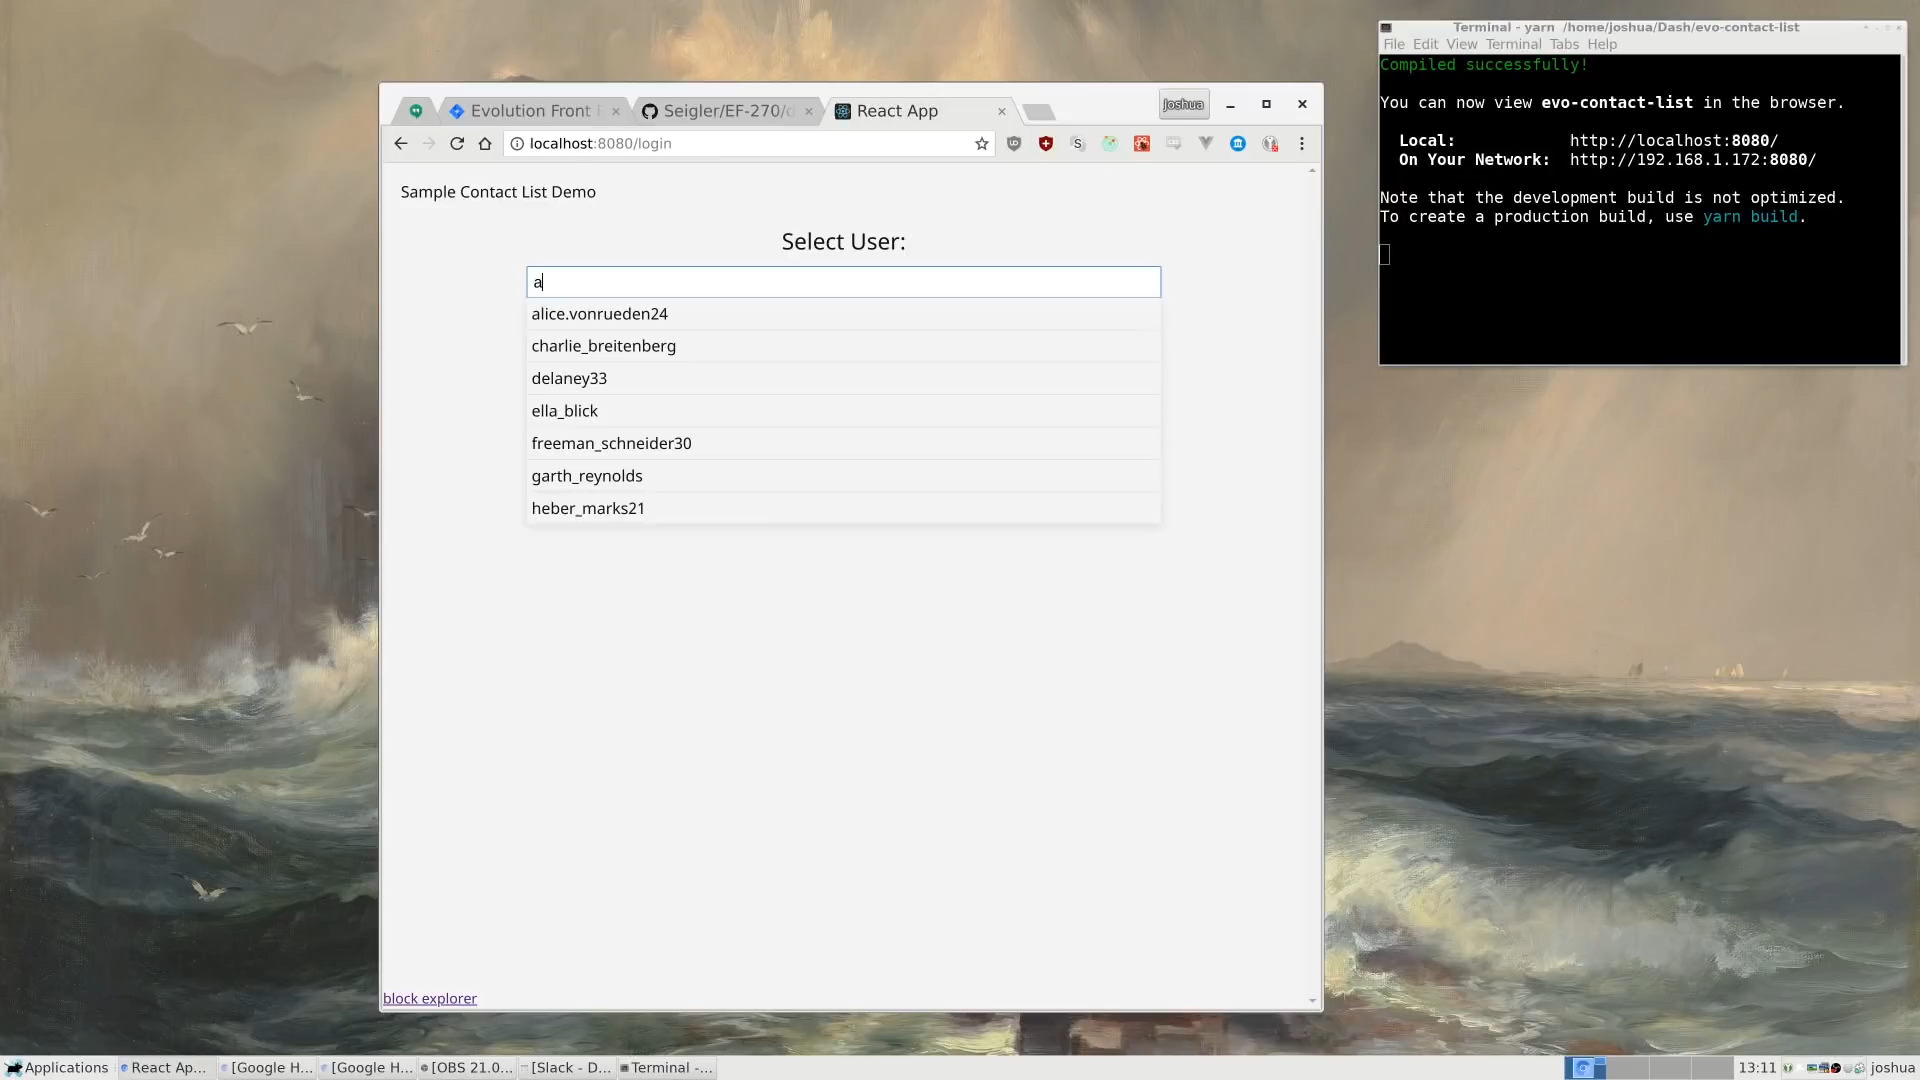 Terminal - yarn /home/joshua/Dash/evo-contact-list
File Edit View Terminal Tabs Help
Compiled successfully!
You can now view evo-contact-list in the browser.
Local: http://localhost:8080/
On Your Network: http://192.168.1.172:8080/
Note that the development build is not optimized.
To create a production build, use yarn build.
Evolution Front
Seigler/EF-270/d
React App
Joshua
localhost:8080/login
Sample Contact List Demo
Select User:
a
alice.vonrueden24
charlie_breitenberg
delaney33
ella_blick
freeman_schneider30
garth_reynolds
heber_marks21
block explorer
Applications
React Ap...
[Google H...
[Google H...
[OBS 21.0...
[Slack - D...
Terminal -...
13:11
joshua